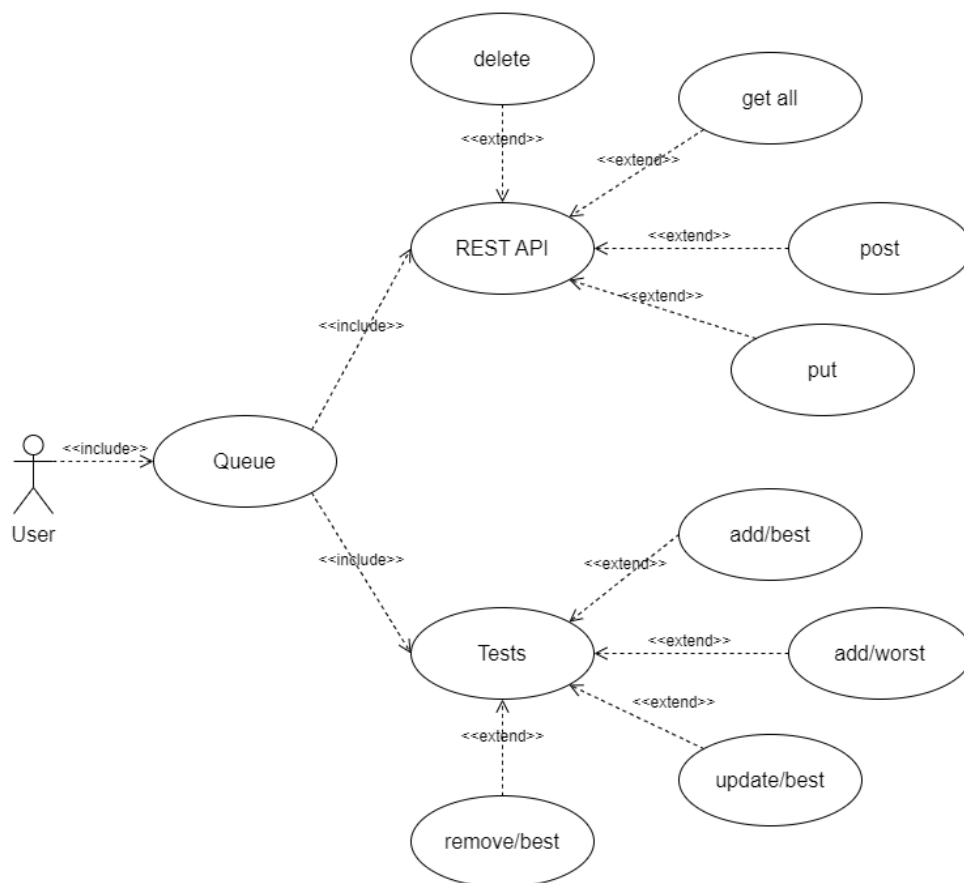 delete
get all
<<extend>>
<<extend>>
<<extend>>
REST API
post
<<extend>>
<<include>>
put
<<include>>
Queue
User
add/best
<<include>>
<<extend>>
<<extend>>
Tests
add/worst
<<extend>>
<<extend>>
update/best
remove/best